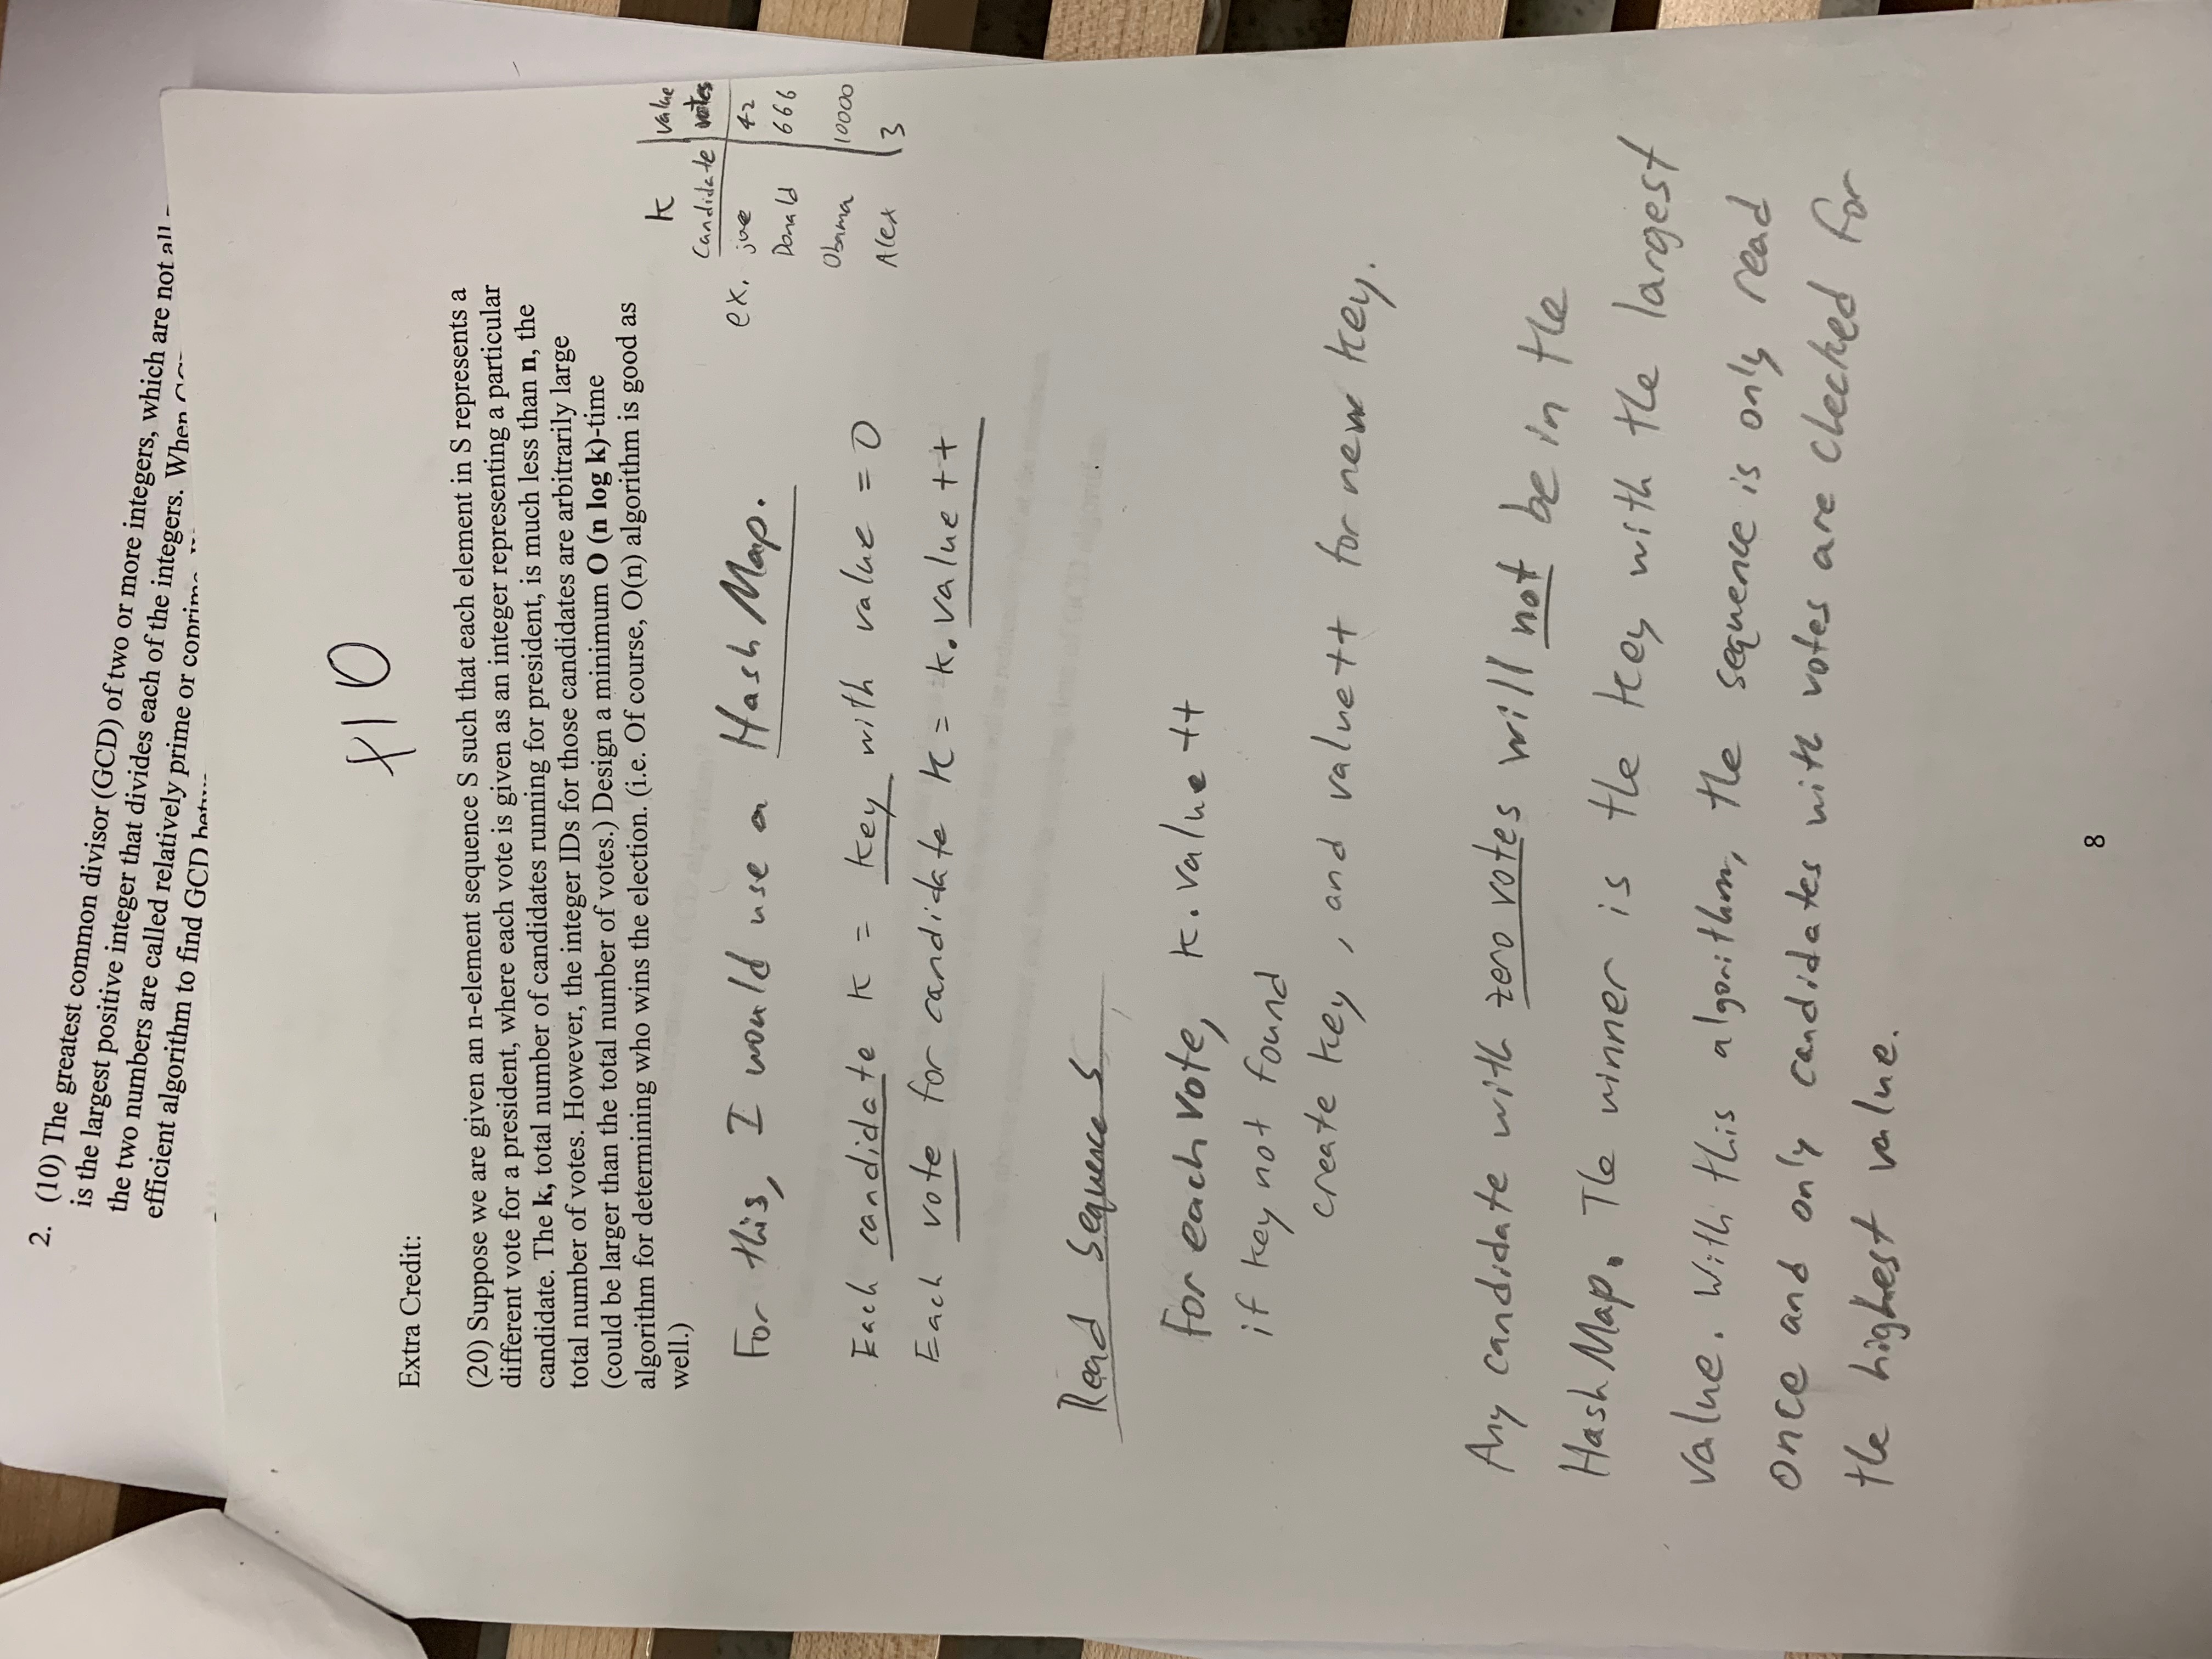 2. (10) The greatest common divisor (GCD) of two or more integers, which are not all
is the largest positive integer that divides each of the integers. When
the two numbers are called relatively prime or coprime
efficient algorithm to find GCD
+10
Extra Credit:
(20) Suppose we are given an n-element sequence S such that each element in S represents a
different vote for a president, where each vote is given as an integer representing a particular
candidate. The k, total number of candidates running for president, is much less than n, the
total number of votes. However, the integer IDs for those candidates are arbitrarily large
(could be larger than the total number of votes.) Design a minimum O (n log k)-time
algorithm for determining who wins the election. (i.e. Of course, O(n) algorithm is good as
well.)
K value
Candidate votes
ex. joe 42
Donald 666
Obama 10000
Alex 3
For this, I would use a Hash Map.
Each candidate K = key with value = 0
Each vote for candidate K = k.value++
Read Sequence S
For each vote, k.value++
if key not found
create key, and value++ for new key.
Any candidate with zero votes will not be in the
Hash Map. The winner is the key with the largest
value. With this algorithm, the sequence is only read
once and only candidates with votes are checked for
the highest value.
8